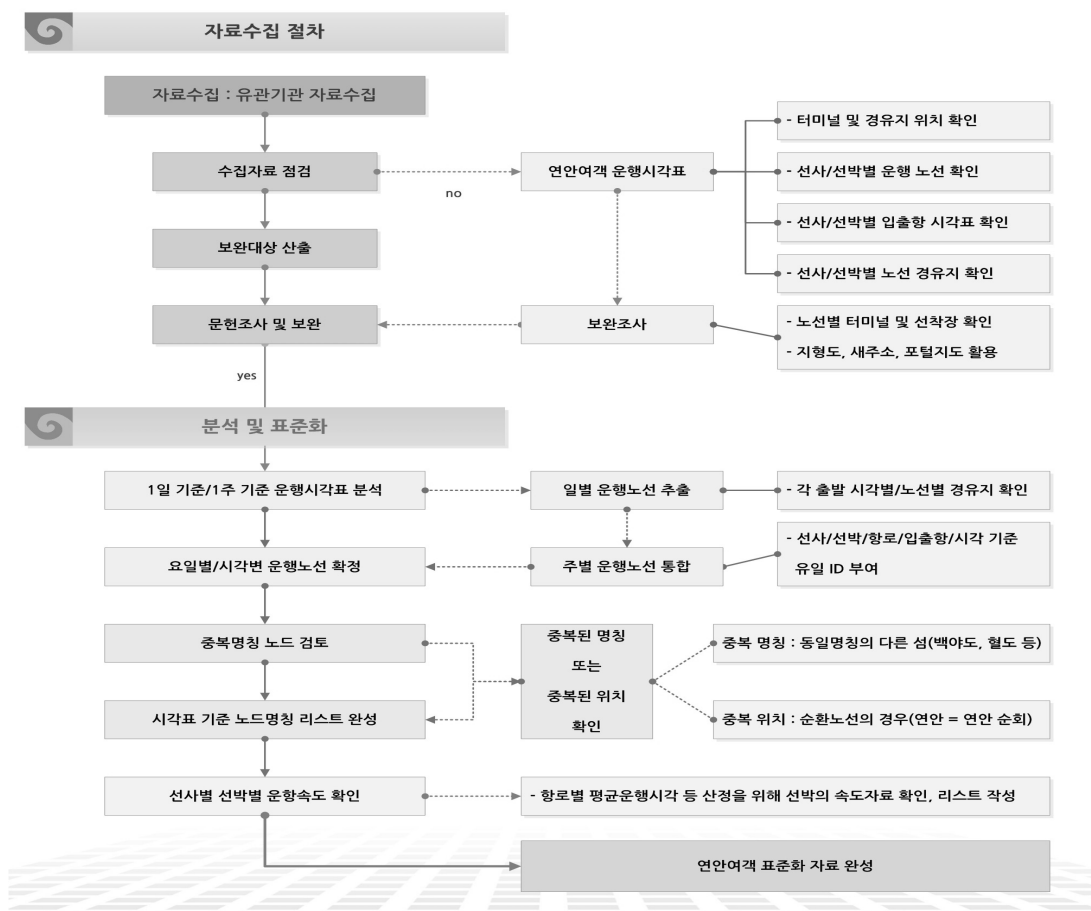 자료수집 절차
자료수집 : 유관기관 자료수집
- 터미널 및 경유지 위치 확인
수집자료 점검
no
연안여객 운행시각표
- 선사/선박별 운행 노선 확인
- 선사/선박별 입출항 시각표 확인
보완대상 산출
- 선사/선박별 노선 경유지 확인
문헌조사 및 보완
보완조사
- 노선별 터미널 및 선착장 확인
- 지형도, 새주소, 포털지도 활용
yes
분석 및 표준화
1일 기준/1주 기준 운행시각표 분석
일별 운행노선 추출
- 각 출발 시각별/노선별 경유지 확인
요일별/시각변 운행노선 확정
주별 운행노선 통합
- 선사/선박/항로/입출항/시각 기준
유일 ID 부여
중복명칭 노드 검토
중복된 명칭
또는
중복된 위치
확인
중복 명칭 : 동일명칭의 다른 섬(백야도, 혈도 등)
시각표 기준 노드명칭 리스트 완성
중복 위치 : 순환노선의 경우(연안 = 연안 순회)
선사별 선박별 운항속도 확인
- 항로별 평균운행시각 등 산정을 위해 선박의 속도자료 확인, 리스트 작성
연안여객 표준화 자료 완성